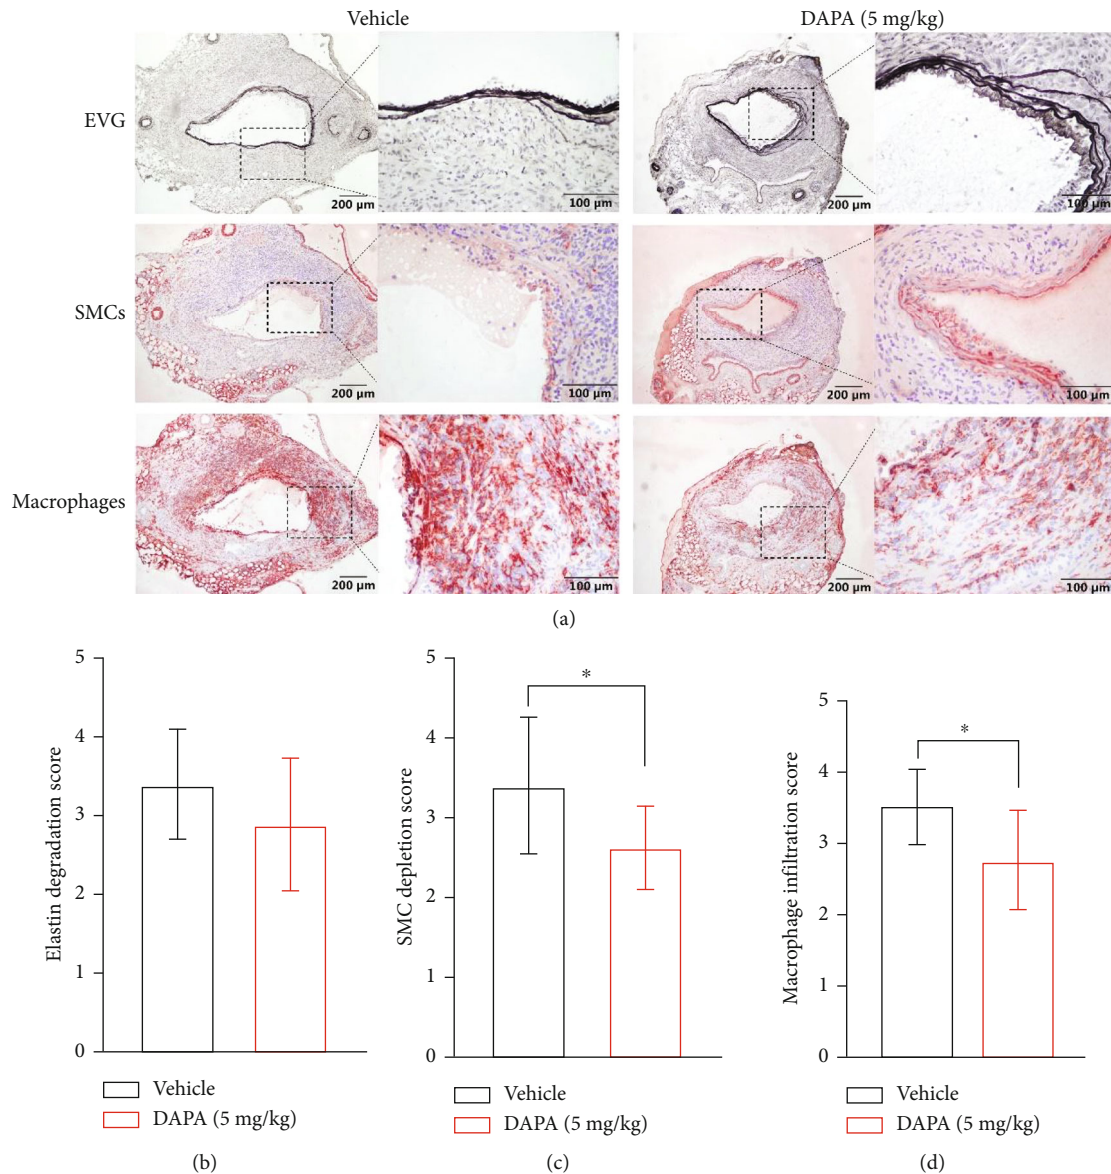 Vehicle
DAPA (5 mg/kg)
EVG
200 μm
100 μm
200 μm
100 μm
SMCs
200 μm
100 μm
200 μm
100 μm
Macrophages
200 μm
100 μm
200 μm
100 μm
(a)
Elastin degradation score
5
4
3
2
1
0
Vehicle
DAPA (5 mg/kg)
(b)
SMC depletion score
5
4
3
2
1
0
*
Vehicle
DAPA (5 mg/kg)
(c)
Macrophage infiltration score
5
4
3
2
1
0
*
Vehicle
DAPA (5 mg/kg)
(d)